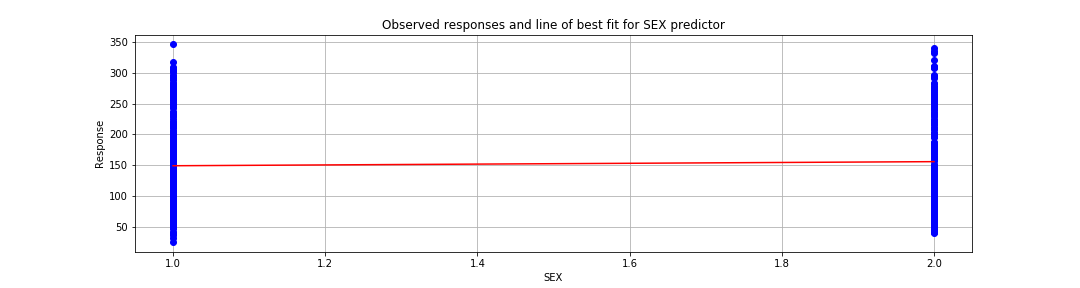 Observed responses and line of best fit for SEX predictor
Response
350
300
250
200
150
100
50
1.0 1.2 1.4 1.6 1.8 2.0
SEX